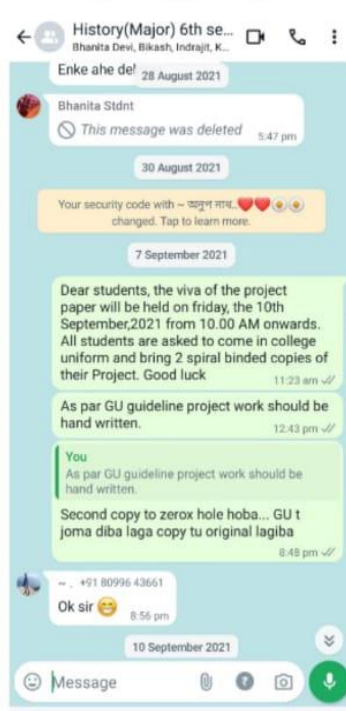 History(Major) 6th se...
Bhanita Devi, Bikash, Indrajit, K...
Enke ahe de
28 August 2021
Bhanita Stdnt
This message was deleted 5:47 pm
30 August 2021
Your security code with ~ অনুপ নাথ..❤️❤️
changed. Tap to learn more.
7 September 2021
Dear students, the viva of the project
paper will be held on friday, the 10th
September,2021 from 10.00 AM onwards.
All students are asked to come in college
uniform and bring 2 spiral binded copies of
their Project. Good luck
11:23 am
As par GU guideline project work should be
hand written.
12:43 pm
You
As par GU guideline project work should be
hand written.
Second copy to zerox hole hoba... GU t
joma diba laga copy tu original lagiba
8:48 pm
~ . +91 80996 43661
Ok sir 😁 8:56 pm
10 September 2021
Message